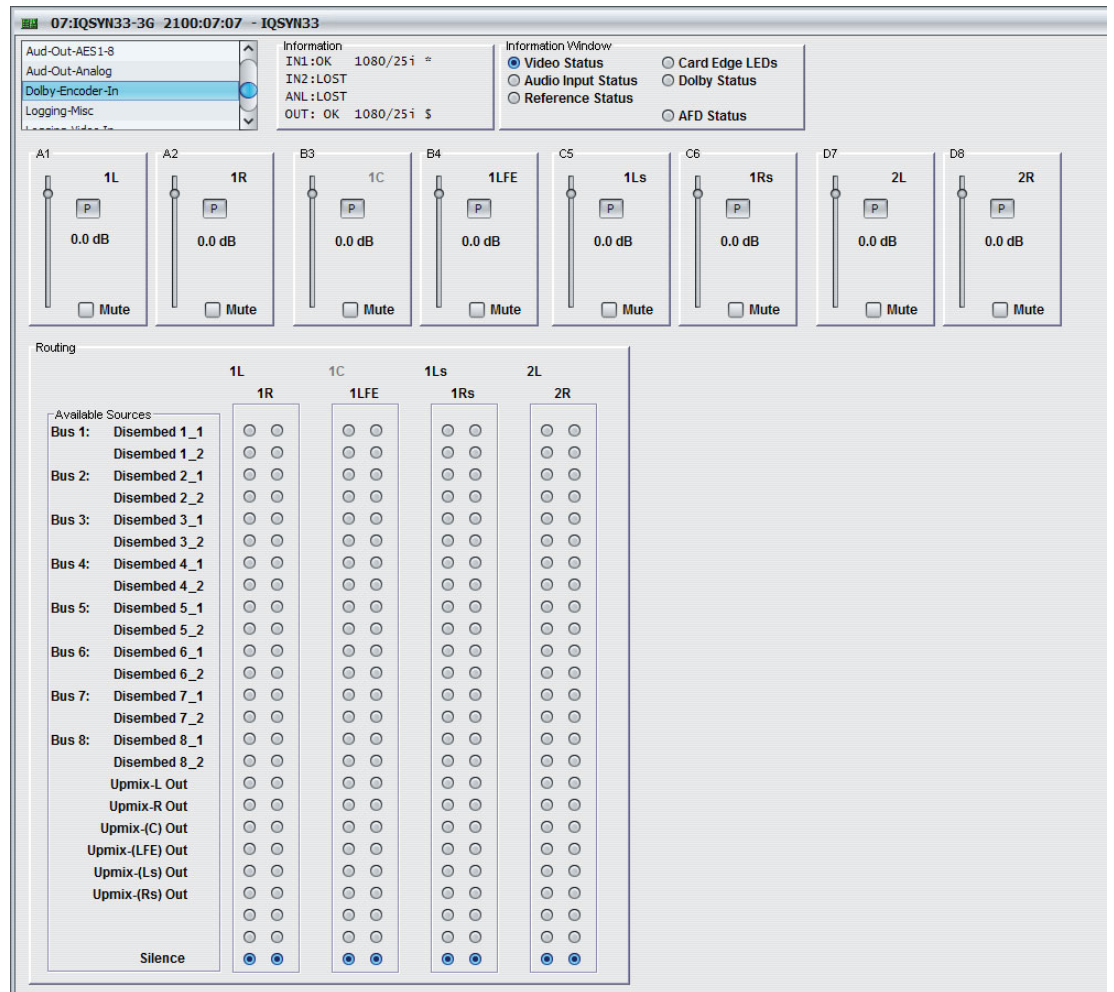 07:IQSYN33-3G 2100:07:07 - IQSYN33
Aud-Out-AES1-8
Aud-Out-Analog
Dolby-Encoder-In
Logging-Misc
Information
IN1:OK 1080/25i *
IN2:LOST
ANL:LOST
OUT: OK 1080/25i $
Information Window
Video Status
Card Edge LEDs
Audio Input Status
Dolby Status
Reference Status
AFD Status
A1
1L
P
0.0 dB
Mute
A2
1R
P
0.0 dB
Mute
B3
1C
P
0.0 dB
Mute
B4
1LFE
P
0.0 dB
Mute
C5
1Ls
P
0.0 dB
Mute
C6
1Rs
P
0.0 dB
Mute
D7
2L
P
0.0 dB
Mute
D8
2R
P
0.0 dB
Mute
Routing
1L 1C 1Ls 2L
1R 1LFE 1Rs 2R
Available Sources
Bus 1: Disembed 1_1
Disembed 1_2
Bus 2: Disembed 2_1
Disembed 2_2
Bus 3: Disembed 3_1
Disembed 3_2
Bus 4: Disembed 4_1
Disembed 4_2
Bus 5: Disembed 5_1
Disembed 5_2
Bus 6: Disembed 6_1
Disembed 6_2
Bus 7: Disembed 7_1
Disembed 7_2
Bus 8: Disembed 8_1
Disembed 8_2
Upmix-L Out
Upmix-R Out
Upmix-(C) Out
Upmix-(LFE) Out
Upmix-(Ls) Out
Upmix-(Rs) Out
Silence